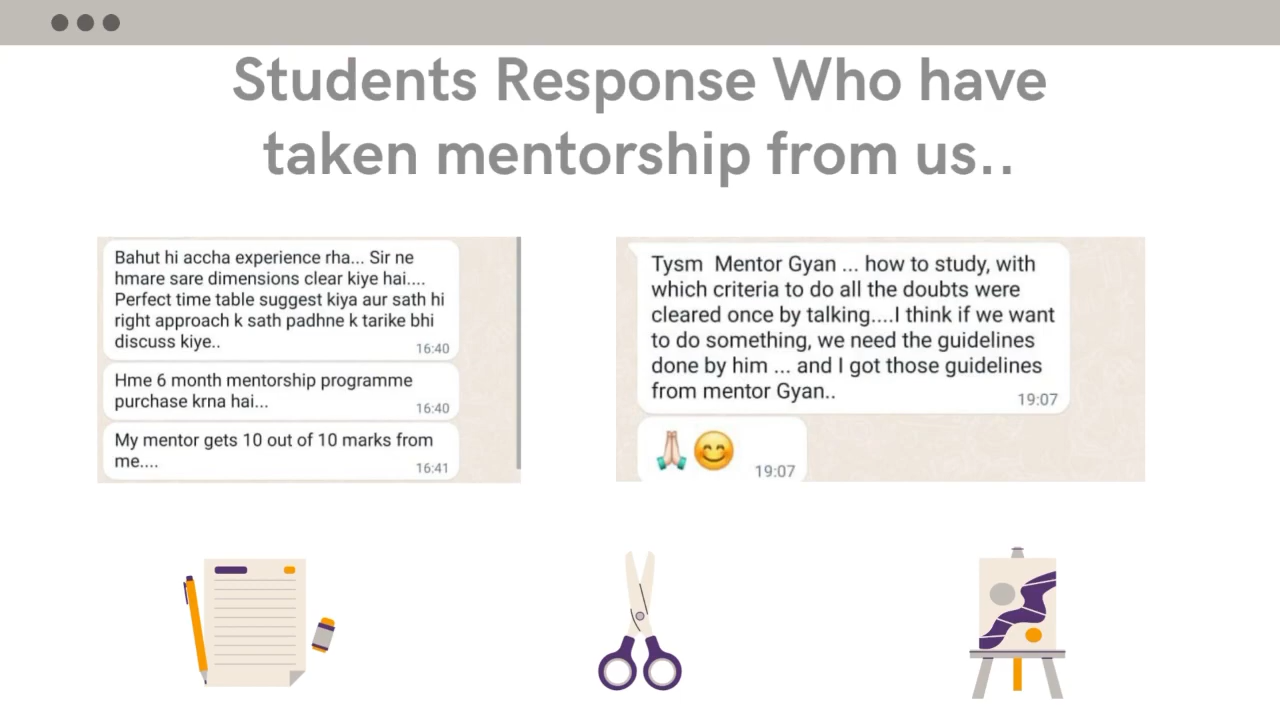 Students Response Who have
taken mentorship from us..
Bahut hi accha experience rha... Sir ne
hmare sare dimensions clear kiye hai....
Perfect time table suggest kiya aur sath hi
right approach k sath padhne k tarike bhi
discuss kiye..
16:40
Hme 6 month mentorship programme
purchase krna hai...
16:40
My mentor gets 10 out of 10 marks from
me....
16:41
Tysm  Mentor Gyan ... how to study, with
which criteria to do all the doubts were
cleared once by talking....I think if we want
to do something, we need the guidelines
done by him ... and I got those guidelines
from mentor Gyan..
19:07
🙏🏻😊
19:07